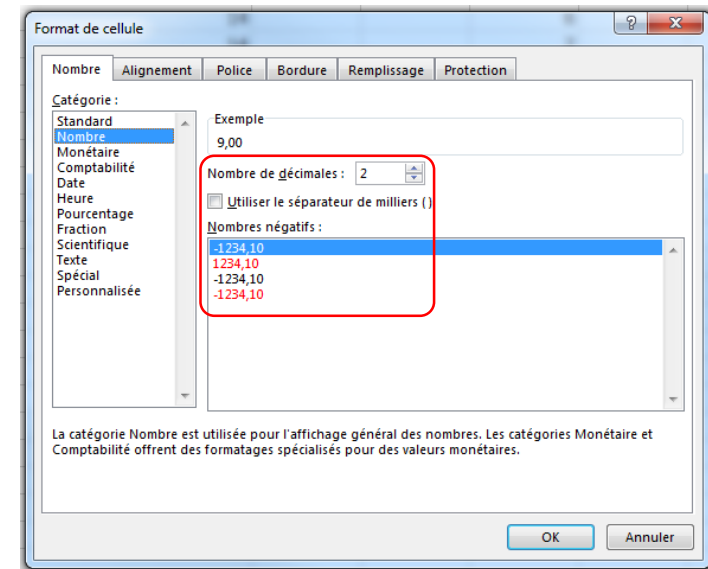 Format de cellule
Nombre Alignement Police Bordure Remplissage Protection
Catégorie :
Standard
Nombre
Monétaire
Comptabilité
Date
Heure
Pourcentage
Fraction
Scientifique
Texte
Spécial
Personnalisée
Exemple
9,00
Nombre de décimales : 2
Utiliser le séparateur de milliers ( )
Nombres négatifs :
-1234,10
1234,10
-1234,10
-1234,10
La catégorie Nombre est utilisée pour l'affichage général des nombres. Les catégories Monétaire et
Comptabilité offrent des formatages spécialisés pour des valeurs monétaires.
OK Annuler